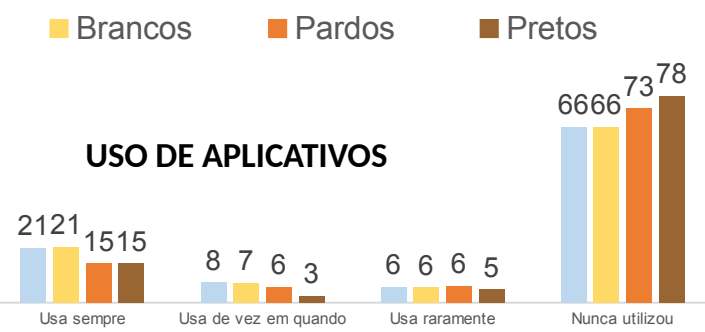 Brancos Pardos Pretos
USO DE APLICATIVOS
21 21 15 15
8 7 6 3
6 6 6 5
66 66 73 78
Usa sempre Usa de vez em quando Usa raramente Nunca utilizou